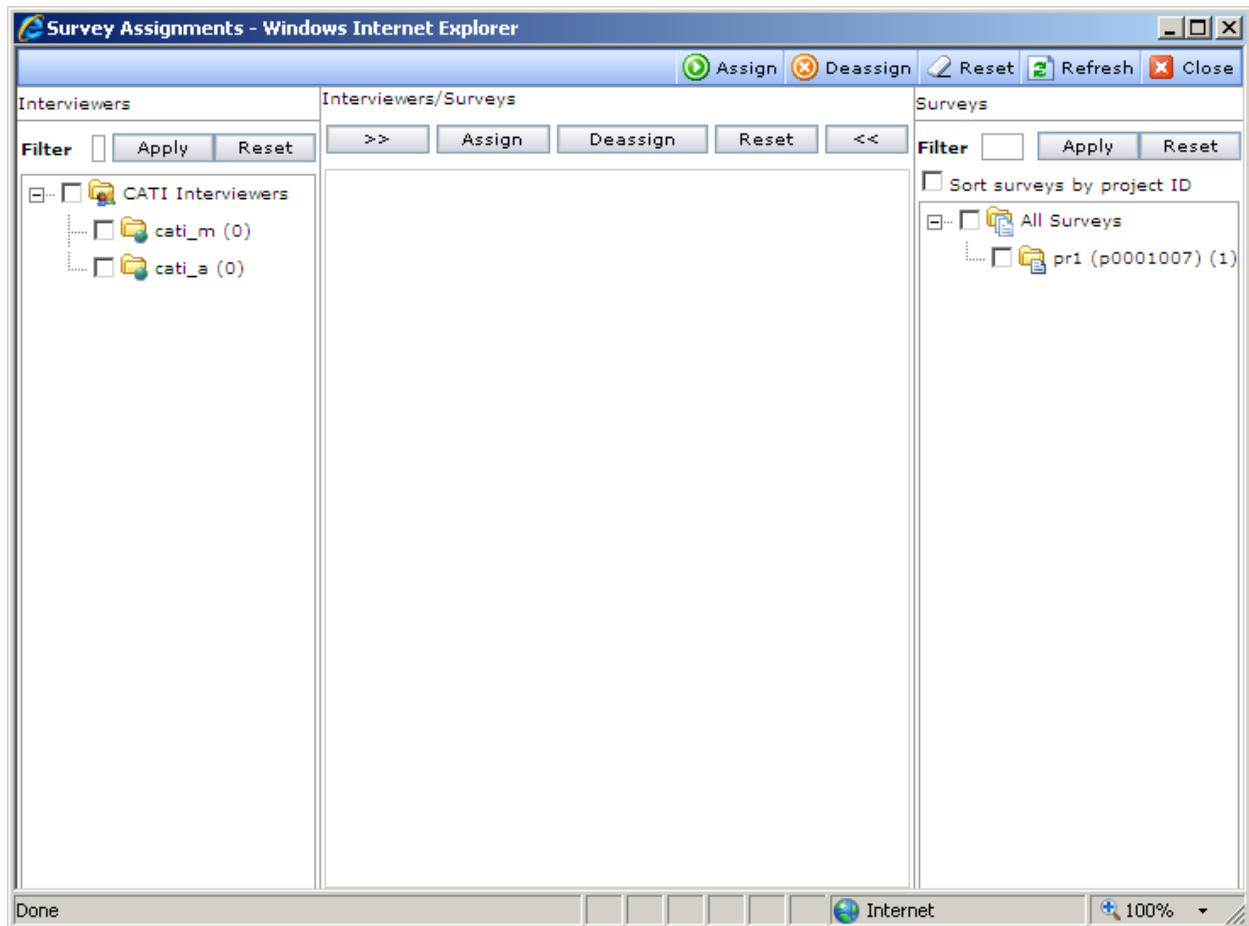 Survey Assignments - Windows Internet Explorer
Assign Deassign Reset Refresh Close
Interviewers
Filter Apply Reset
CATI Interviewers
cati_m (0)
cati_a (0)
Interviewers/Surveys
>> Assign Deassign Reset <<
Surveys
Filter Apply Reset
Sort surveys by project ID
All Surveys
pr1 (p0001007) (1)
Done Internet 100%